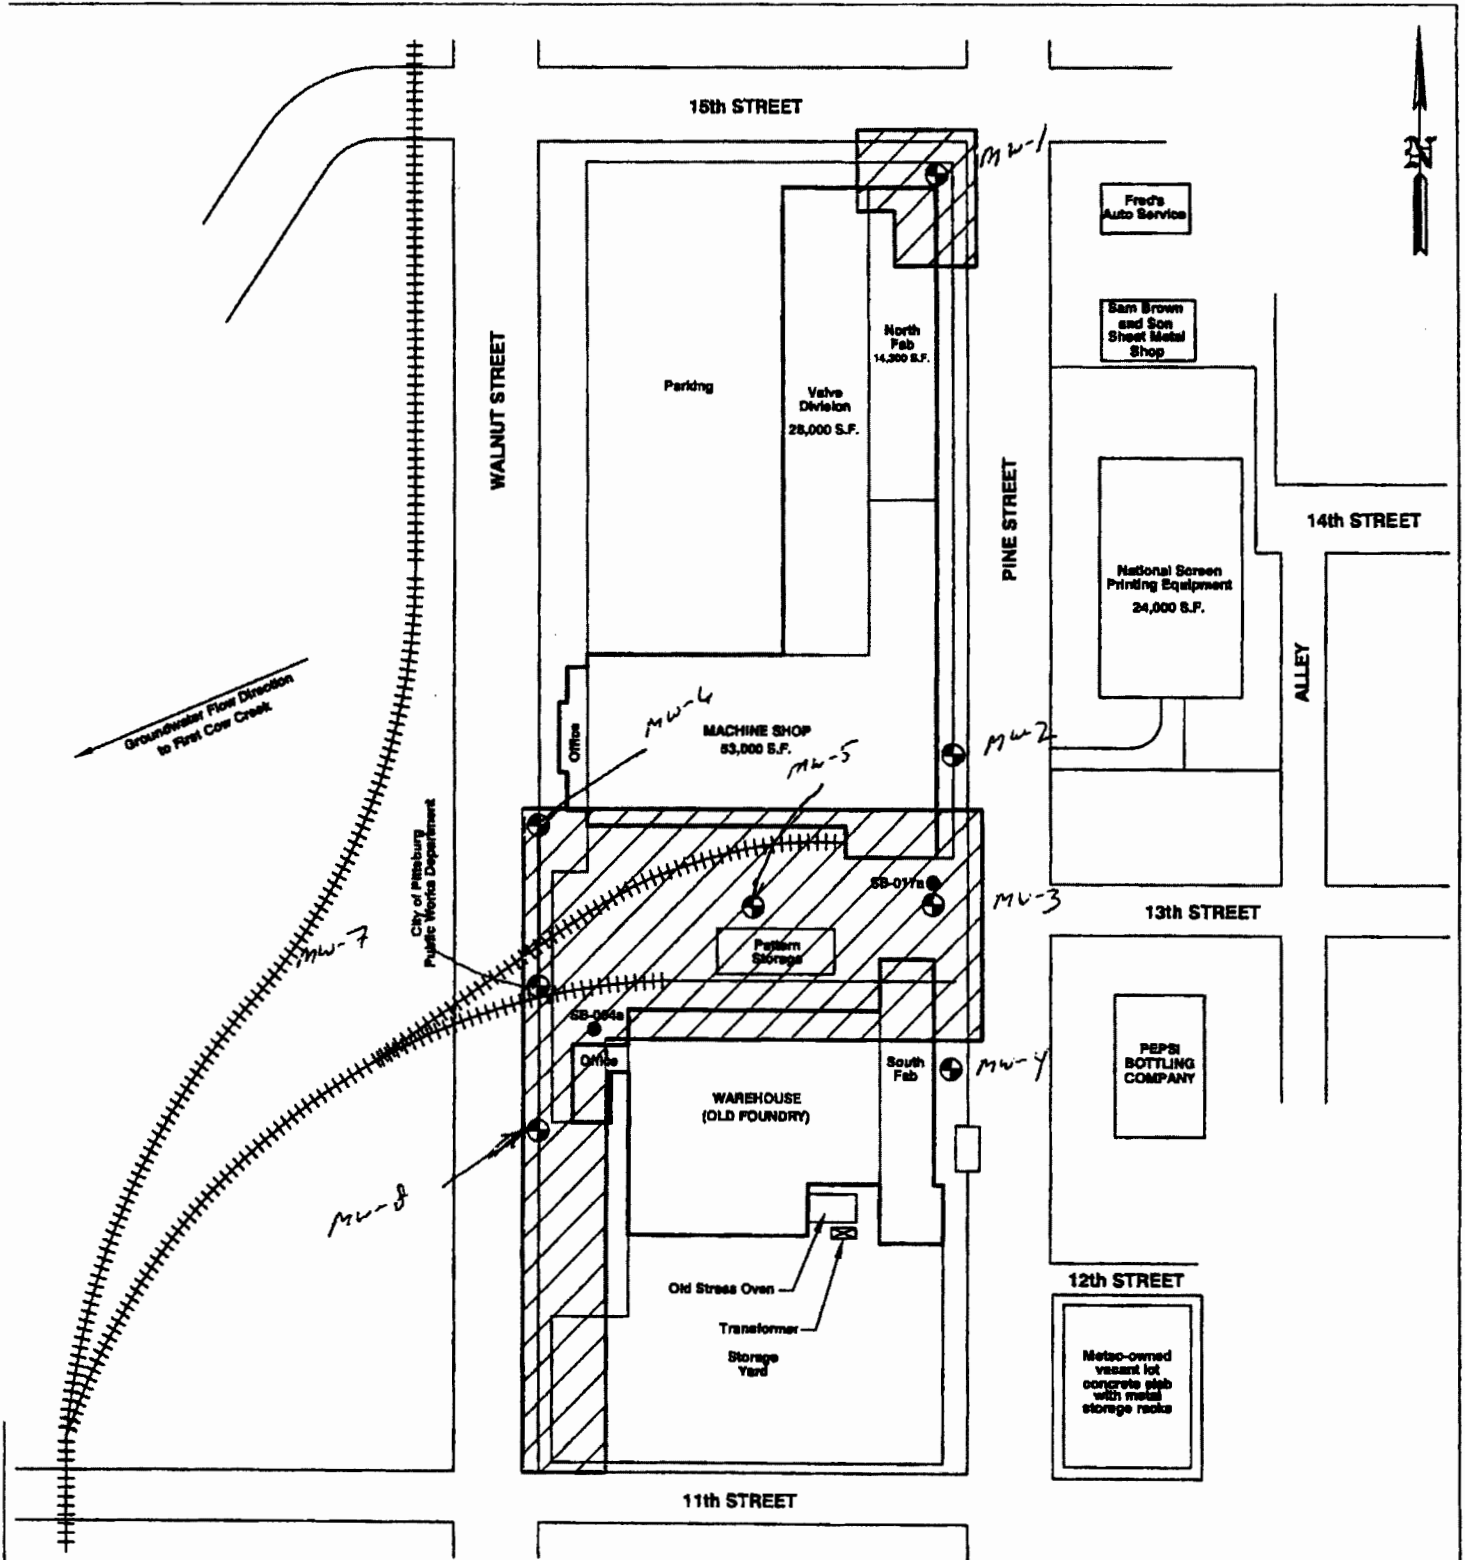 15th STREET
MW-1
N
Fred's
Auto Service
Sam Brown
and Son
Sheet Metal
Shop
North
Fab
14,300 S.F.
WALNUT STREET
Parking
Valve
Division
28,000 S.F.
PINE STREET
14th STREET
National Screen
Printing Equipment
24,000 S.F.
ALLEY
Groundwater Flow Direction
to First Cow Creek
Office
MW-6
MACHINE SHOP
53,000 S.F.
MW-5
MW-2
City of Pittsburg
Public Works Department
SB-017a
MW-3
13th STREET
MW-7
Pattern
Storage
SB-054a
Office
South
Fab
MW-4
PEPSI
BOTTLING
COMPANY
WAREHOUSE
(OLD FOUNDRY)
MW-8
Old Stress Oven
12th STREET
Transformer
Storage
Yard
Metso-owned
vacant lot
concrete slab
with metal
storage racks
11th STREET